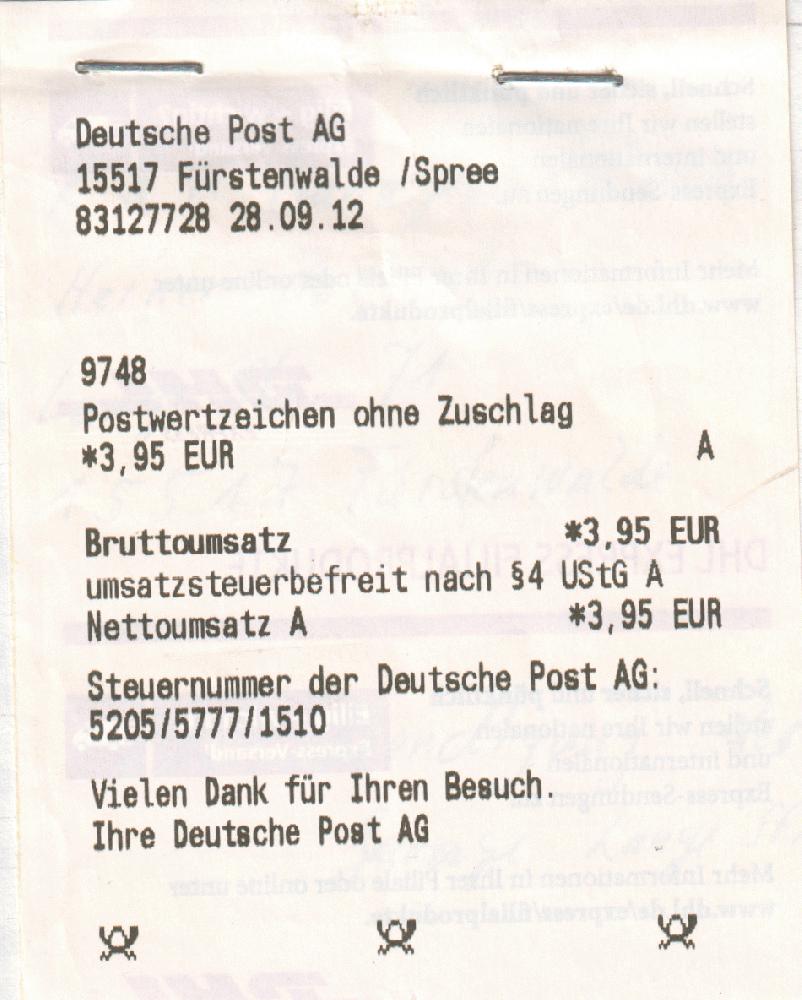 Deutsche Post AG
15517 Fürstenwalde /Spree
83127728 28.09.12
9748
Postwertzeichen ohne Zuschlag
*3,95 EUR A
Bruttoumsatz *3,95 EUR
umsatzsteuerbefreit nach §4 UStG A
Nettoumsatz A *3,95 EUR
Steuernummer der Deutsche Post AG:
5205/5777/1510
Vielen Dank für Ihren Besuch.
Ihre Deutsche Post AG